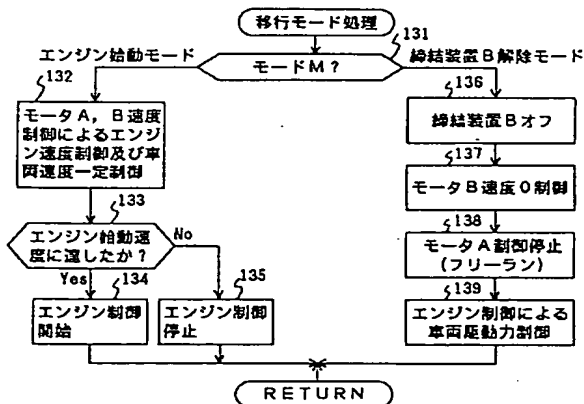 移行モード処理
131
エンジン始動モード
モードM?
締結装置B解除モード
132
モータA,B速度
制御によるエンジ
ン速度制御及び車
両速度一定制御
133
エンジン始動速
度に達したか?
No
Yes
134
エンジン制御
開始
135
エンジン制御
停止
136
締結装置Bオフ
137
モータB速度0制御
138
モータA制御停止
(フリーラン)
139
エンジン制御による
車両駆動力制御
RETURN